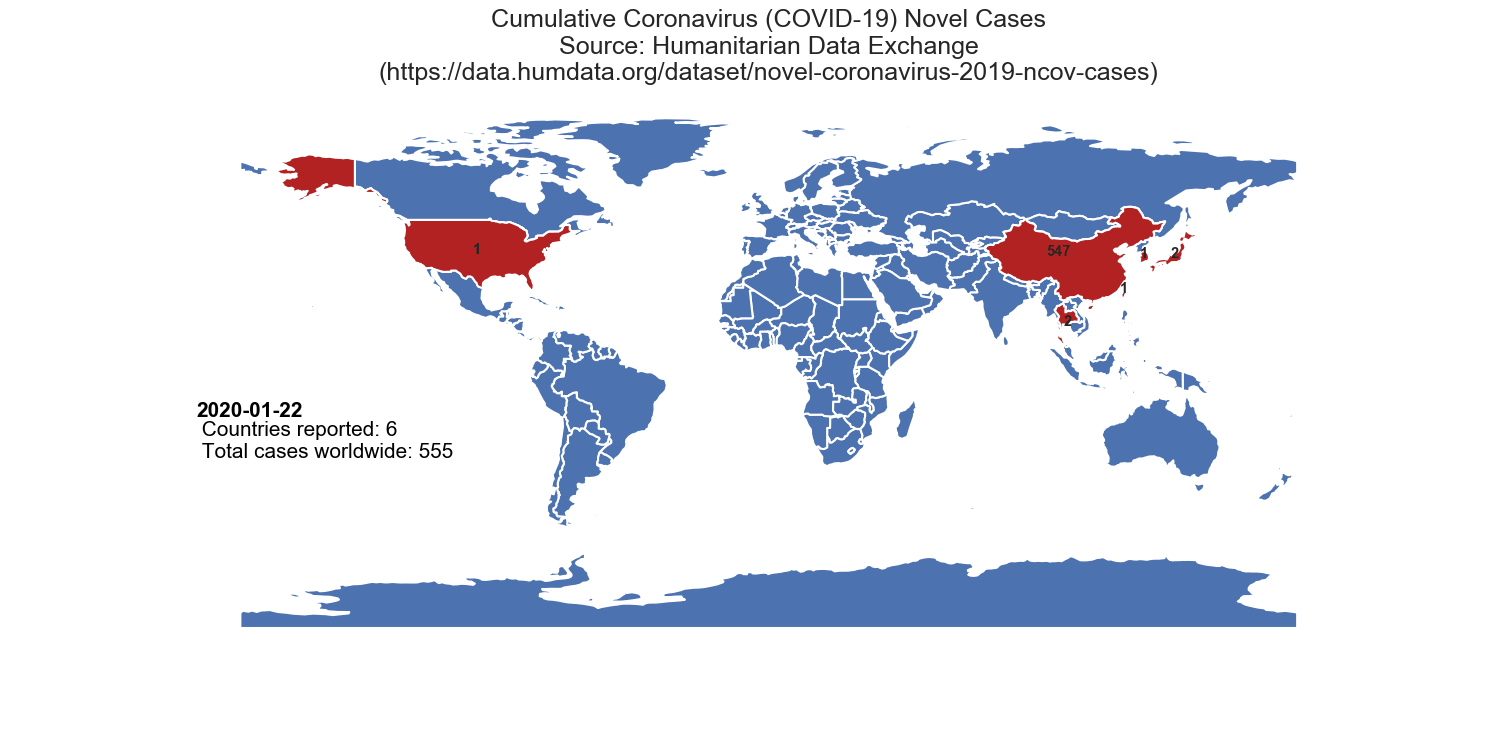 Cumulative Coronavirus (COVID-19) Novel Cases
Source: Humanitarian Data Exchange
(https://data.humdata.org/dataset/novel-coronavirus-2019-ncov-cases)
1
547
1
2
1
2
2020-01-22
Countries reported: 6
Total cases worldwide: 555